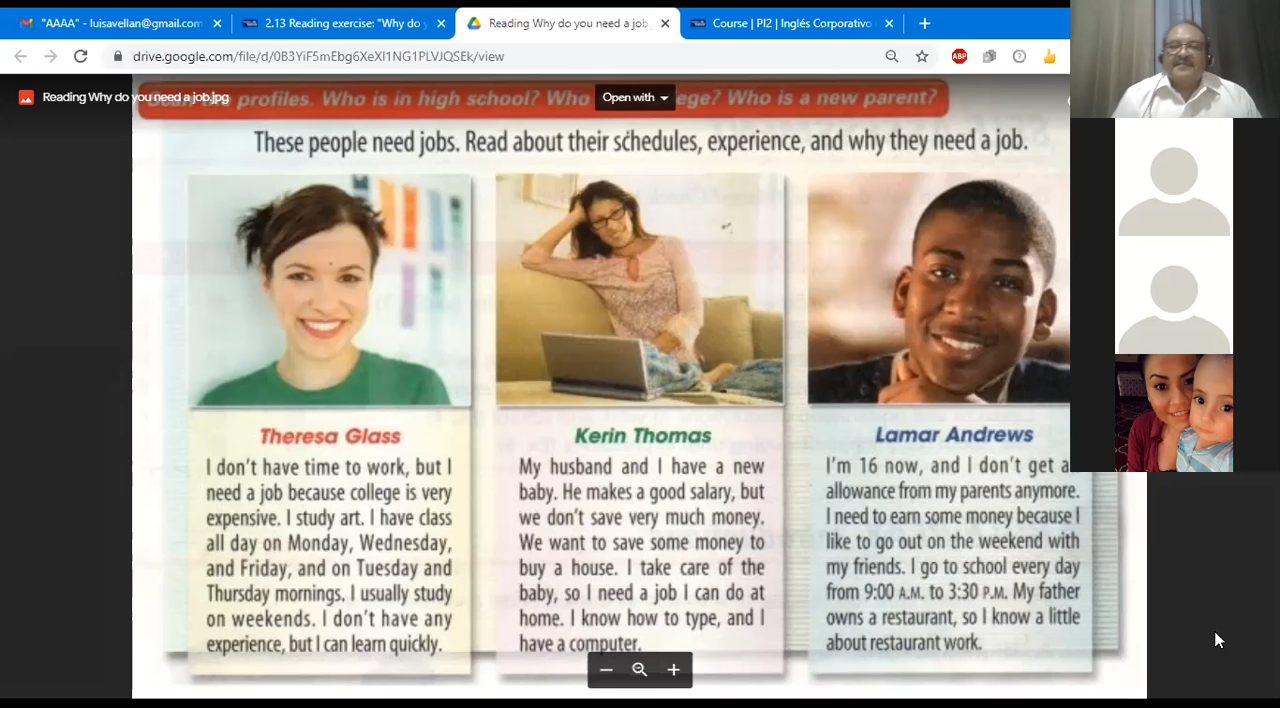 "AAAA" - luisavellan@gmail.com
2.13 Reading exercise: "Why do y
Reading Why do you need a job.
Course | PI2 | Inglés Corporativo
drive.google.com/file/d/0B3YiF5mEbg6XeXl1NG1PLVJQSEk/view
ABP
Reading Why do you need a job.jpg
profiles. Who is in high school? Who
Open with
ege? Who is a new parent?
These people need jobs. Read about their schedules, experience, and why they need a job.
Theresa Glass
I don't have time to work, but I
need a job because college is very
expensive. I study art. I have class
all day on Monday, Wednesday,
and Friday, and on Tuesday and
Thursday mornings. I usually study
on weekends. I don't have any
experience, but I can learn quickly.
Kerin Thomas
My husband and I have a new
baby. He makes a good salary, but
we don't save very much money.
We want to save some money to
buy a house. I take care of the
baby, so I need a job I can do at
home. I know how to type, and I
have a computer.
Lamar Andrews
I'm 16 now, and I don't get a
allowance from my parents anymore.
I need to earn some money because I
like to go out on the weekend with
my friends. I go to school every day
from 9:00 A.M. to 3:30 P.M. My father
owns a restaurant, so I know a little
about restaurant work.